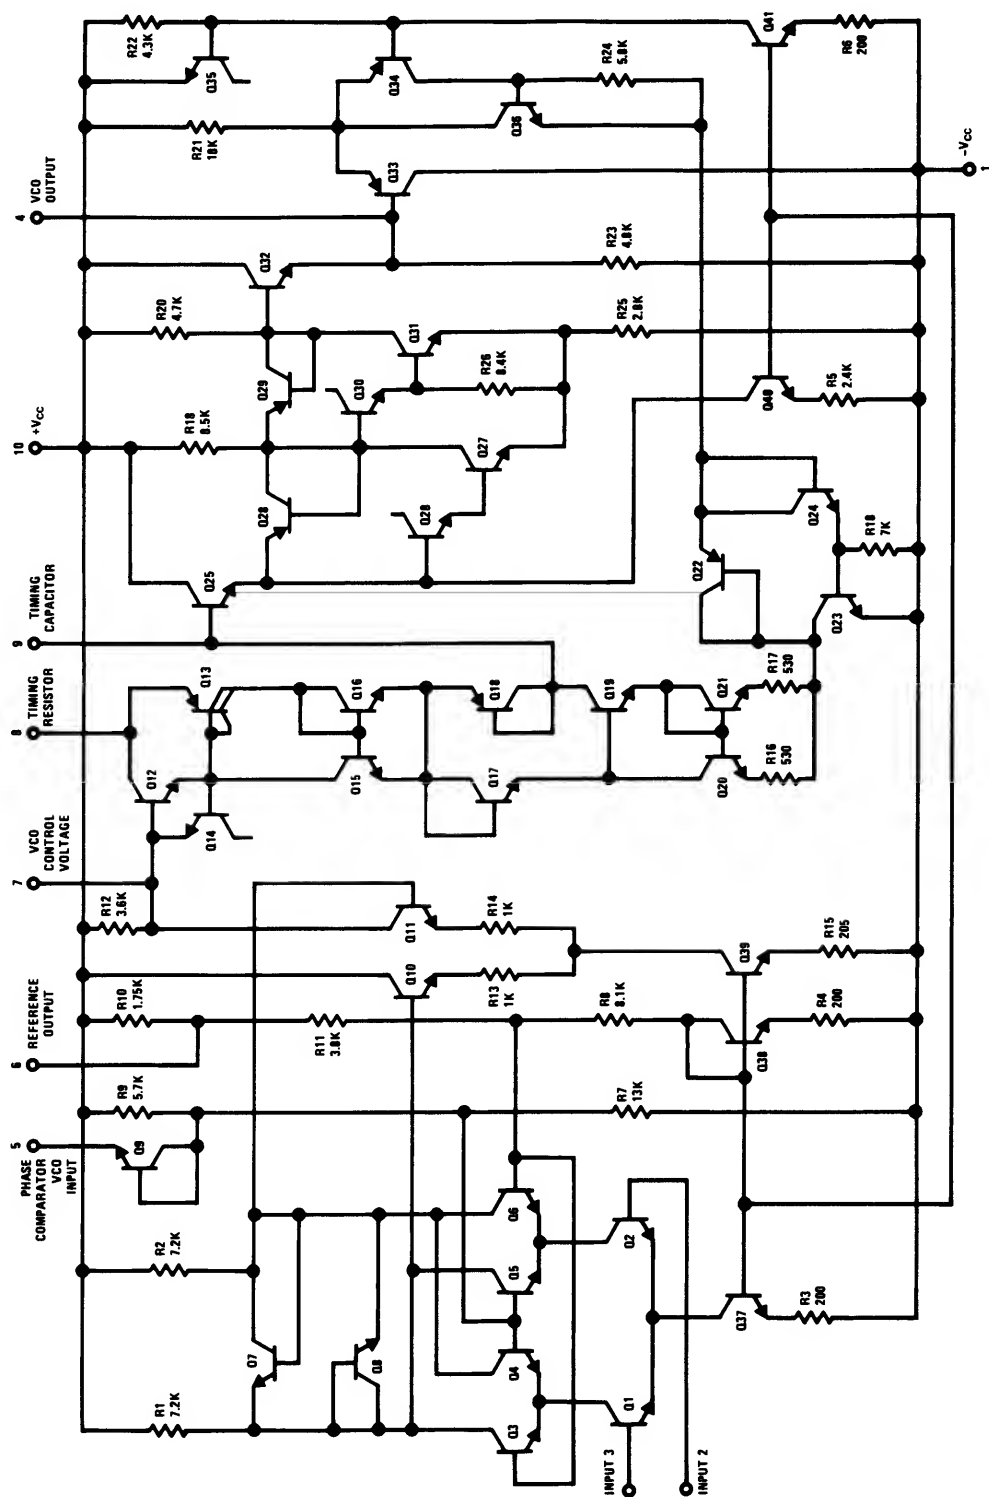 5
PHASE
COMPARATOR
VCO
INPUT
6
REFERENCE
OUTPUT
7
VCO
CONTROL
VOLTAGE
8
TIMING
RESISTOR
9
TIMING
CAPACITOR
10
+VCC
4
VCO
OUTPUT
R1
7.2K
R2
7.2K
R9
5.7K
Q9
R10
1.75K
R12
3.6K
Q12
Q13
Q14
Q25
R18
8.5K
R20
4.7K
Q32
R21
18K
R22
4.3K
Q35
Q7
Q8
R11
3.8K
Q10
Q11
Q15
Q16
Q28
Q29
Q30
Q31
Q33
Q34
Q3
Q4
Q5
Q6
R13
1K
R14
1K
Q17
Q18
Q28
Q27
R26
8.4K
Q36
R24
5.8K
INPUT 3
Q1
Q2
R7
13K
R8
8.1K
Q19
R25
2.8K
R23
4.8K
INPUT 2
Q37
Q38
Q39
Q20
Q21
Q22
Q24
Q40
Q41
R3
200
R4
200
R15
205
R16
530
R17
530
Q23
R18
7K
R5
2.4K
R6
200
-VCC
1